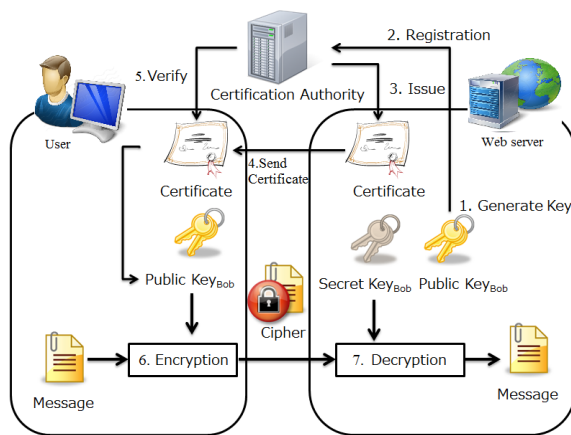 2. Registration
5.Verify
3. Issue
Certification Authority
User
Web server
4.Send
Certificate
Certificate
Certificate
1. Generate Key
Public KeyBob
Secret KeyBob
Public KeyBob
Cipher
6. Encryption
7. Decryption
Message
Message